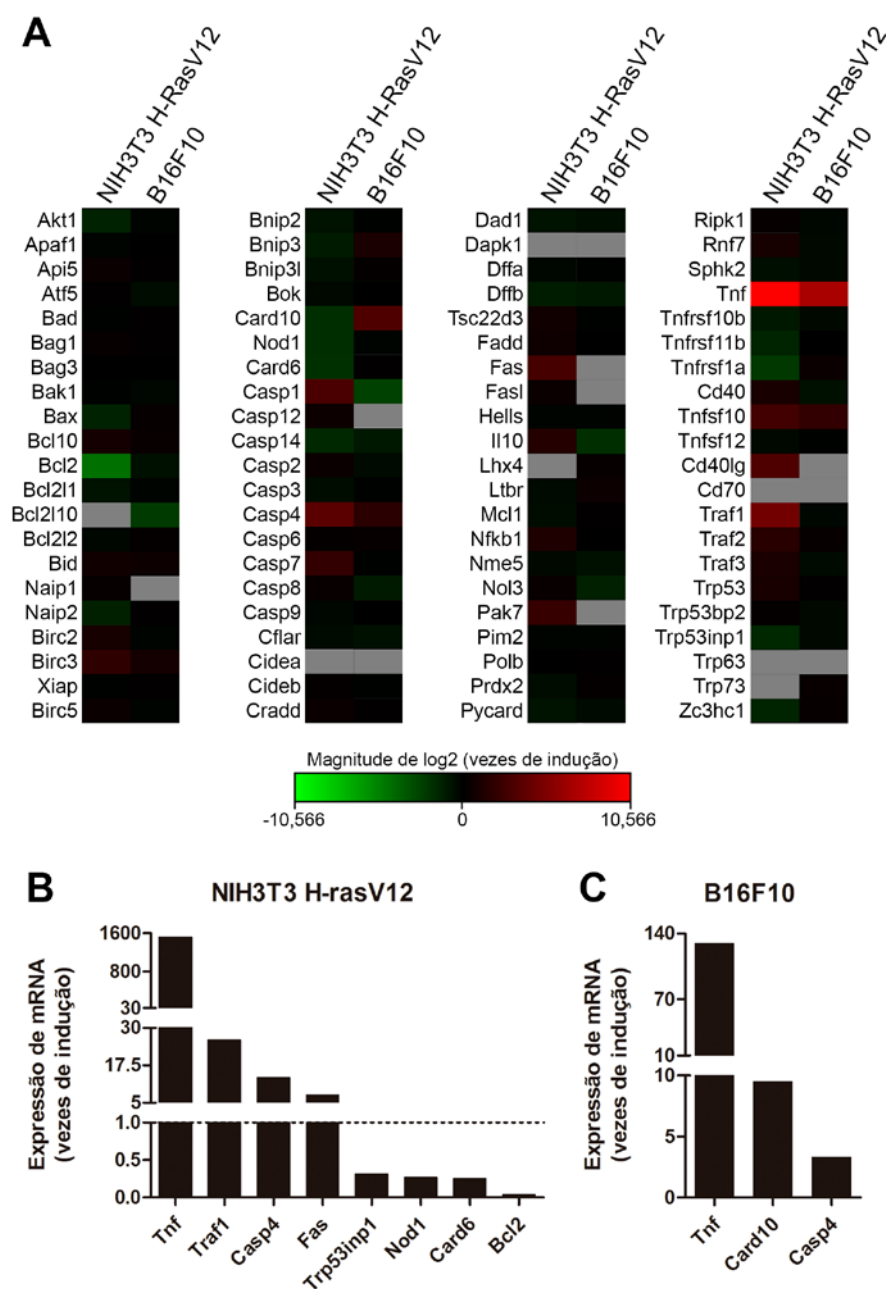 A
NIH3T3 H-RasV12
B16F10
NIH3T3 H-RasV12
B16F10
NIH3T3 H-RasV12
B16F10
NIH3T3 H-RasV12
B16F10
Akt1
Apaf1
Api5
Atf5
Bad
Bag1
Bag3
Bak1
Bax
Bcl10
Bcl2
Bcl2l1
Bcl2l10
Bcl2l2
Bid
Naip1
Naip2
Birc2
Birc3
Xiap
Birc5
Bnip2
Bnip3
Bnip3l
Bok
Card10
Nod1
Card6
Casp1
Casp12
Casp14
Casp2
Casp3
Casp4
Casp6
Casp7
Casp8
Casp9
Cflar
Cidea
Cideb
Cradd
Dad1
Dapk1
Dffa
Dffb
Tsc22d3
Fadd
Fas
Fasl
Hells
Il10
Lhx4
Ltbr
Mcl1
Nfkb1
Nme5
Nol3
Pak7
Pim2
Polb
Prdx2
Pycard
Ripk1
Rnf7
Sphk2
Tnf
Tnfrsf10b
Tnfrsf11b
Tnfrsf1a
Cd40
Tnfsf10
Tnfsf12
Cd40lg
Cd70
Traf1
Traf2
Traf3
Trp53
Trp53bp2
Trp53inp1
Trp63
Trp73
Zc3hc1
Magnitude de log2 (vezes de indução)
-10,566 0 10,566
B
NIH3T3 H-rasV12
Expressão de mRNA
(vezes de indução)
1600
800
30
30
17.5
5
1.0
0.5
0.0
Tnf
Traf1
Casp4
Fas
Trp53inp1
Nod1
Card6
Bcl2
C
B16F10
Expressão de mRNA
(vezes de indução)
140
70
10
10
5
0
Tnf
Card10
Casp4